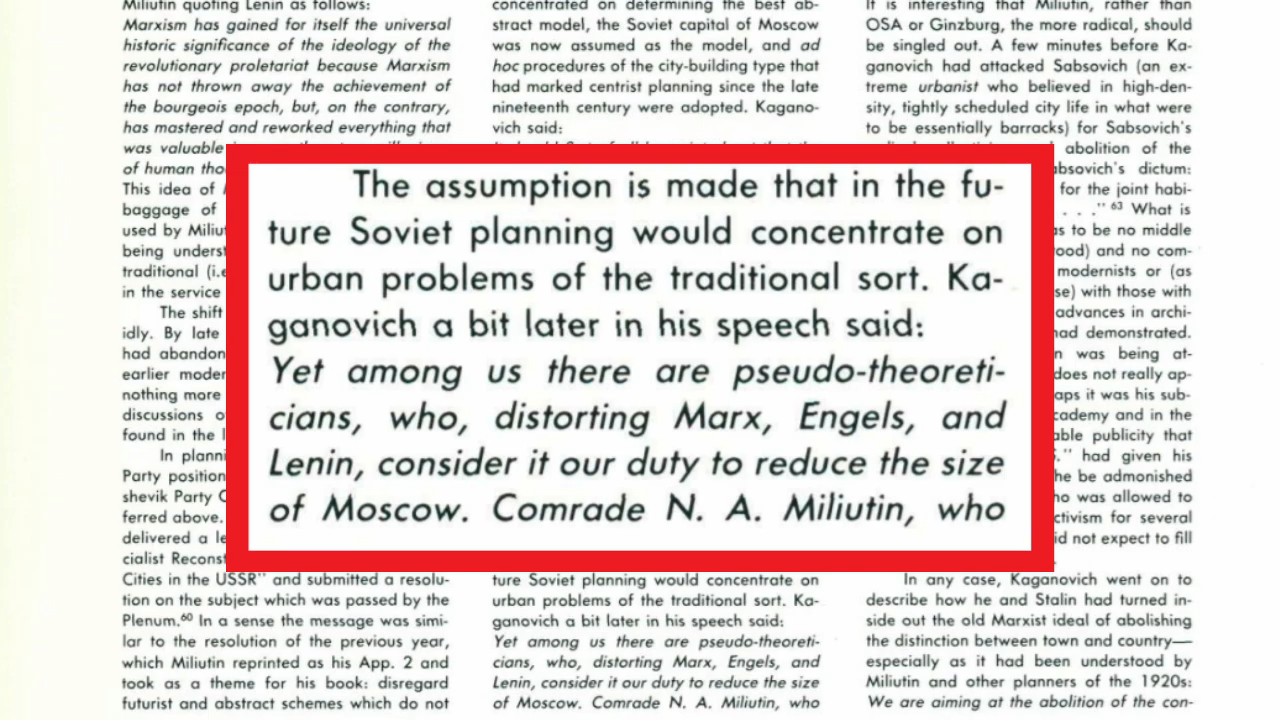 Miliutin quoting Lenin as follows:
Marxism has gained for itself the universal
historic significance of the ideology of the
revolutionary proletariat because Marxism
has not thrown away the achievement of
the bourgeois epoch, but, on the contrary,
has mastered and reworked everything that
was valuable
of human tho
This idea of
baggage of
used by Miliut
being underst
traditional (i.e
in the service
The shift
idly. By late
had abandon
earlier moder
nothing more
discussions o
found in the
In planni
Party position
shevik Party C
ferred above.
delivered a le
cialist Reconst
Cities in the USSR" and submitted a resolu-
tion on the subject which was passed by the
Plenum.60 In a sense the message was simi-
lar to the resolution of the previous year,
which Miliutin reprinted as his App. 2 and
took as a theme for his book: disregard
futurist and abstract schemes which do not
concentrated on determining the best ab-
stract model, the Soviet capital of Moscow
was now assumed as the model, and ad
hoc procedures of the city-building type that
had marked centrist planning since the late
nineteenth century were adopted. Kagano-
vich said:
The assumption is made that in the fu-
ture Soviet planning would concentrate on
urban problems of the traditional sort. Ka-
ganovich a bit later in his speech said:
Yet among us there are pseudo-theoreti-
cians, who, distorting Marx, Engels, and
Lenin, consider it our duty to reduce the size
of Moscow. Comrade N. A. Miliutin, who
ture Soviet planning would concentrate on
urban problems of the traditional sort. Ka-
ganovich a bit later in his speech said:
Yet among us there are pseudo-theoreti-
cians, who, distorting Marx, Engels, and
Lenin, consider it our duty to reduce the size
of Moscow. Comrade N. A. Miliutin, who
It is interesting that Miliutin, rather than
OSA or Ginzburg, the more radical, should
be singled out. A few minutes before Ka-
ganovich had attacked Sabsovich (an ex-
treme urbanist who believed in high-den-
sity, tightly scheduled city life in what were
to be essentially barracks) for Sabsovich's
abolition of the
absovich's dictum:
for the joint habi-
. . ." 63 What is
as to be no middle
ood) and no com-
modernists or (as
se) with those with
advances in archi-
had demonstrated.
n was being at-
does not really ap-
aps it was his sub-
cademy and in the
able publicity that
." had given his
he be admonished
ho was allowed to
ctivism for several
id not expect to fill
In any case, Kaganovich went on to
describe how he and Stalin had turned in-
side out the old Marxist ideal of abolishing
the distinction between town and country—
especially as it had been understood by
Miliutin and other planners of the 1920s:
We are aiming at the abolition of the con-